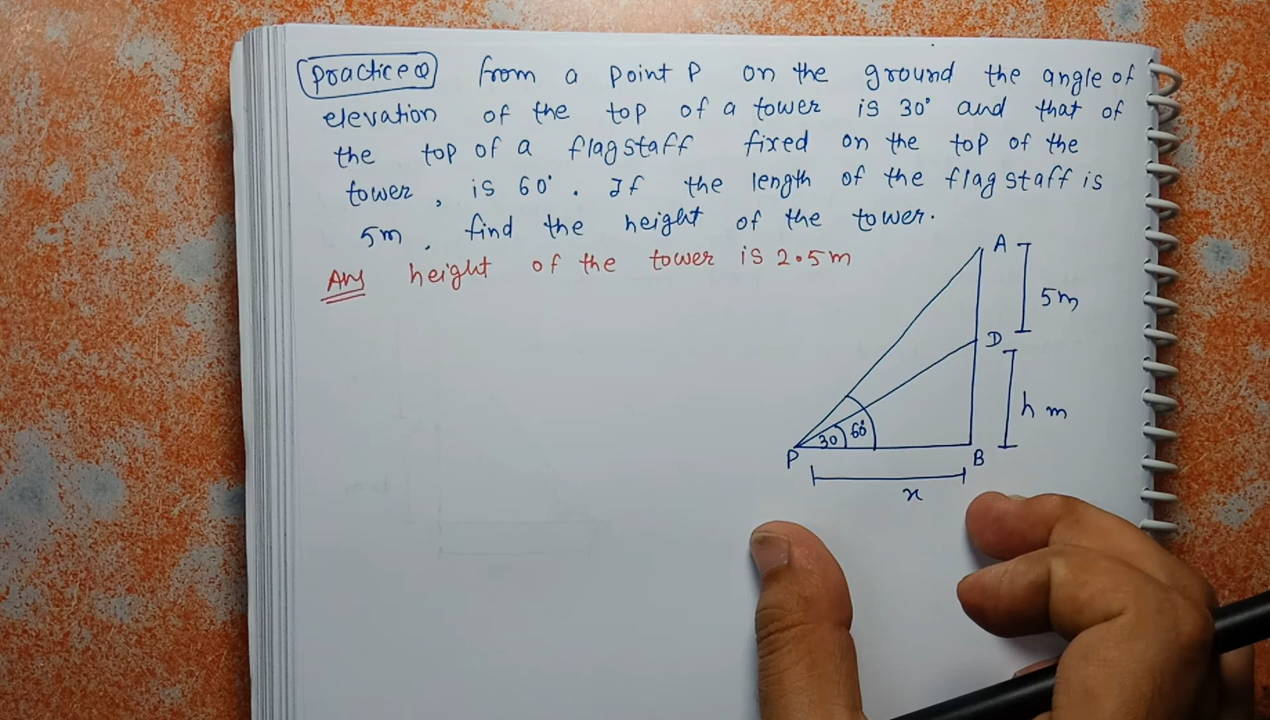 Practice Q From a point P on the ground the angle of
elevation of the top of a tower is 30° and that of
the top of a flagstaff fixed on the top of the
tower, is 60°. If the length of the flagstaff is
5m, find the height of the tower.
Ans height of the tower is 2.5m
A
5m
D
h m
30 60°
P
B
x